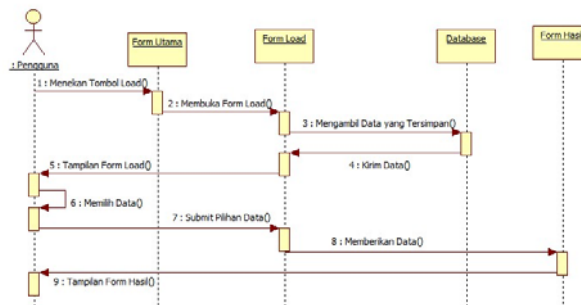 : Pengguna
Form Utama
Form Load
Database
Form Hasil
1 : Menekan Tombol Load()
2 : Membuka Form Load()
3 : Mengambil Data yang Tersimpan()
4 : Kirim Data()
5 : Tampilan Form Load()
6 : Memilih Data()
7 : Submit Pilihan Data()
8 : Memberikan Data()
9 : Tampilan Form Hasil()